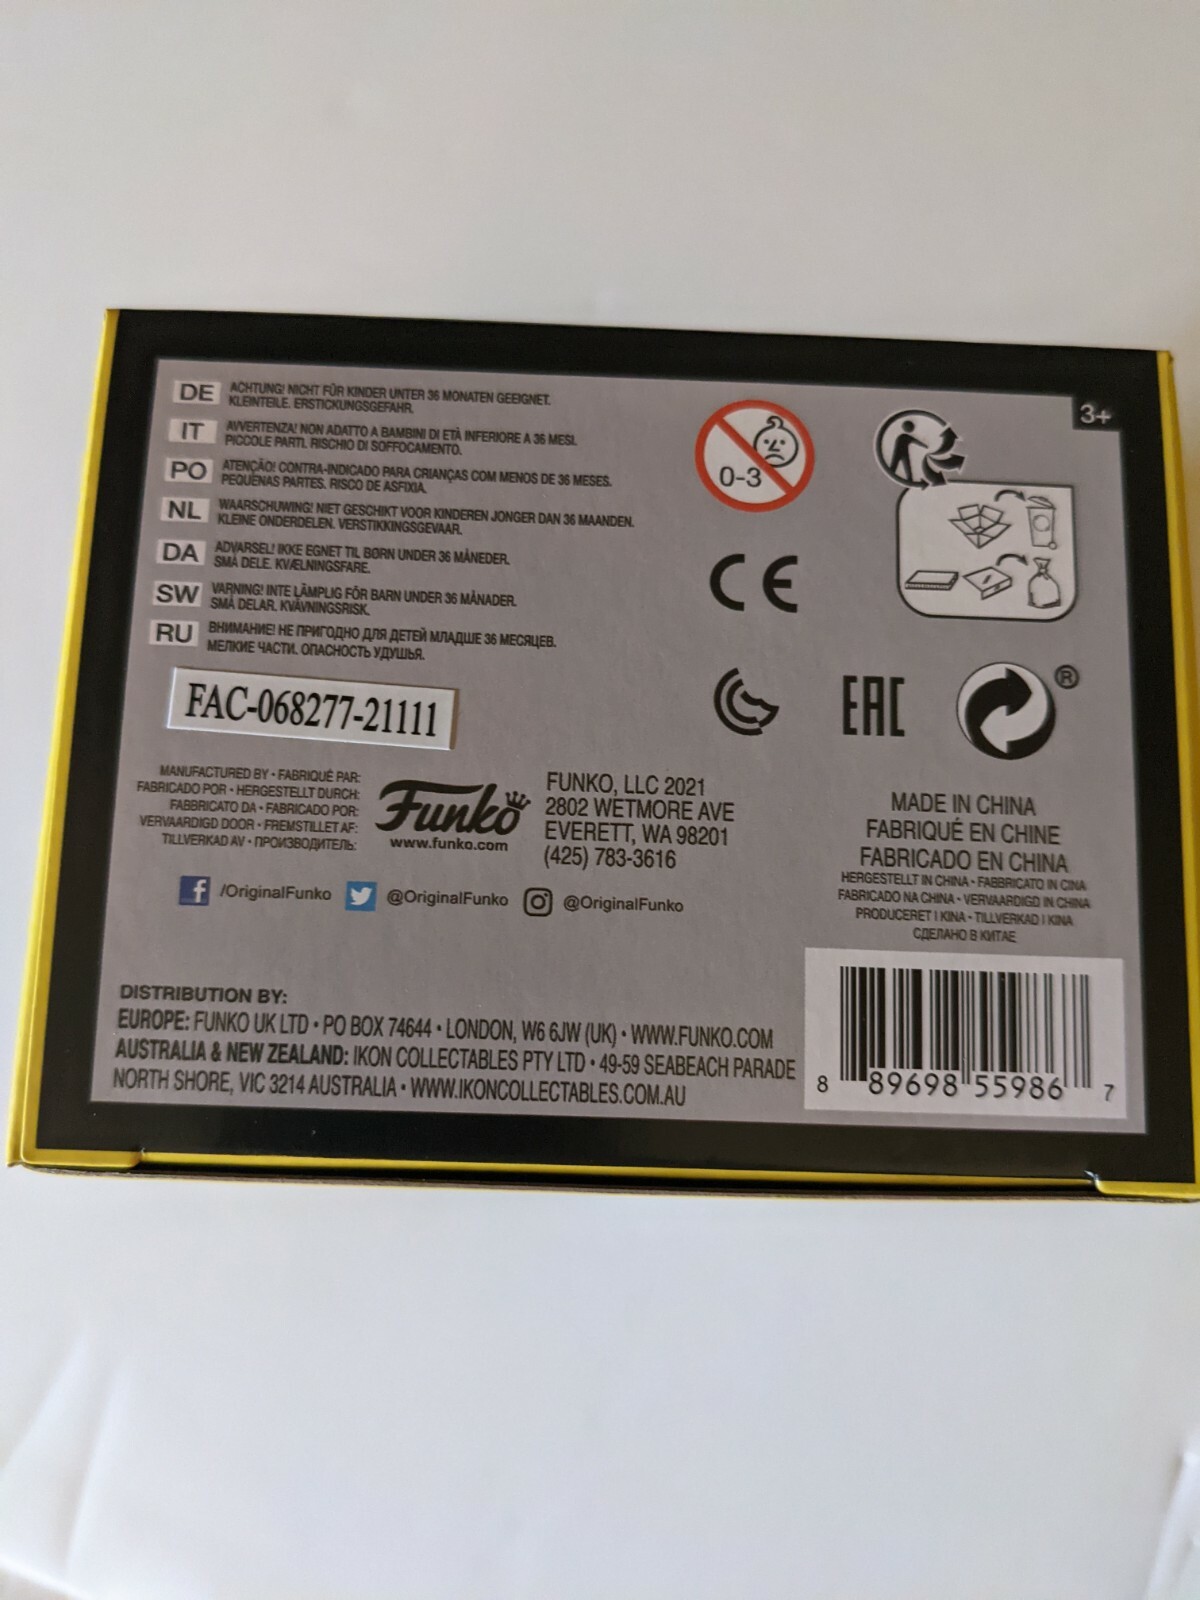 DE ACHTUNG! NICHT FÜR KINDER UNTER 36 MONATEN GEEIGNET.
KLEINTEILE. ERSTICKUNGSGEFAHR.
IT AVVERTENZA! NON ADATTO A BAMBINI DI ETÀ INFERIORE A 36 MESI.
PICCOLE PARTI. RISCHIO DI SOFFOCAMENTO.
PO ATENÇÃO! CONTRA-INDICADO PARA CRIANÇAS COM MENOS DE 36 MESES.
PEQUENAS PARTES. RISCO DE ASFIXIA.
NL WAARSCHUWING! NIET GESCHIKT VOOR KINDEREN JONGER DAN 36 MAANDEN.
KLEINE ONDERDELEN. VERSTIKKINGSGEVAAR.
DA ADVARSEL! IKKE EGNET TIL BØRN UNDER 36 MÅNEDER.
SMÅ DELE. KVÆLNINGSFARE.
SW VARNING! INTE LÄMPLIG FÖR BARN UNDER 36 MÅNADER.
SMÅ DELAR. KVÄVNINGSRISK.
RU ВНИМАНИЕ! НЕ ПРИГОДНО ДЛЯ ДЕТЕЙ МЛАДШЕ 36 МЕСЯЦЕВ.
МЕЛКИЕ ЧАСТИ. ОПАСНОСТЬ УДУШЬЯ.
0-3
3+
CE
EAC
®
FAC-068277-21111
MANUFACTURED BY • FABRIQUÉ PAR:
FABRICADO POR • HERGESTELLT DURCH:
FABBRICATO DA • FABRICADO POR:
VERVAARDIGD DOOR • FREMSTILLET AF:
TILLVERKAD AV • ПРОИЗВОДИТЕЛЬ:
Funko
www.funko.com
FUNKO, LLC 2021
2802 WETMORE AVE
EVERETT, WA 98201
(425) 783-3616
/OriginalFunko @OriginalFunko @OriginalFunko
MADE IN CHINA
FABRIQUÉ EN CHINE
FABRICADO EN CHINA
HERGESTELLT IN CHINA • FABBRICATO IN CINA
FABRICADO NA CHINA • VERVAARDIGD IN CHINA
PRODUCERET I KINA • TILLVERKAD I KINA
СДЕЛАНО В КИТАЕ
DISTRIBUTION BY:
EUROPE: FUNKO UK LTD • PO BOX 74644 • LONDON, W6 6JW (UK) • WWW.FUNKO.COM
AUSTRALIA & NEW ZEALAND: IKON COLLECTABLES PTY LTD • 49-59 SEABEACH PARADE
NORTH SHORE, VIC 3214 AUSTRALIA • WWW.IKONCOLLECTABLES.COM.AU
8 89698 55986 7